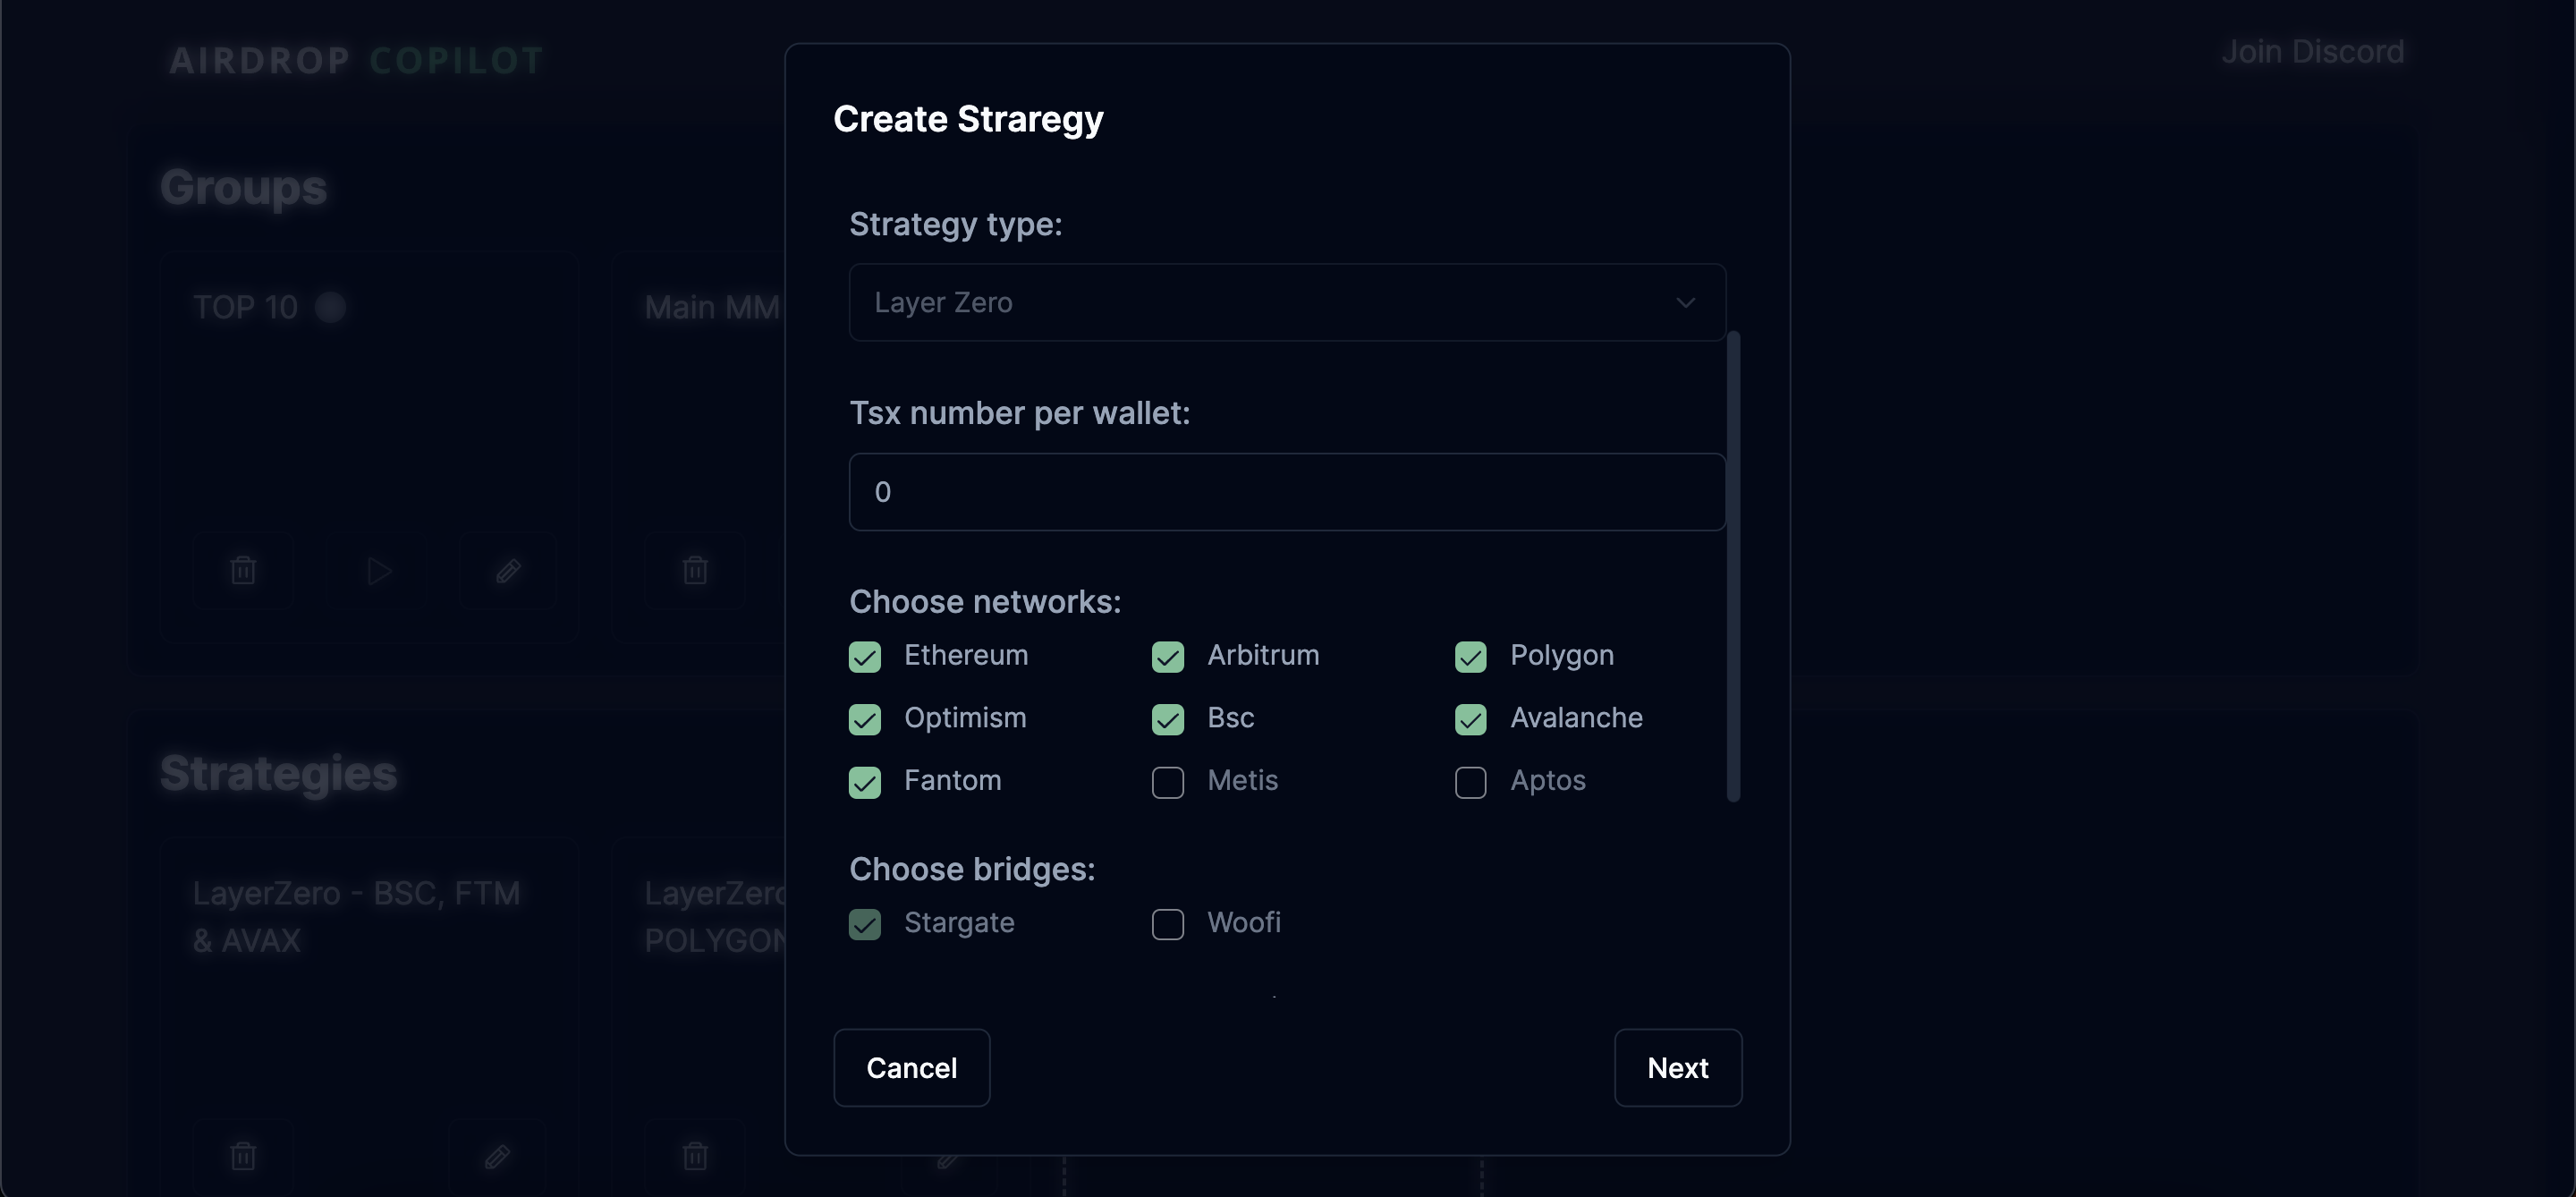 AIRDROP COPILOT
Join Discord
Groups
TOP 10
Main MM
Strategies
LayerZero - BSC, FTM
& AVAX
LayerZero
POLYGON
Create Straregy
Strategy type:
Layer Zero
Tsx number per wallet:
0
Choose networks:
Ethereum
Arbitrum
Polygon
Optimism
Bsc
Avalanche
Fantom
Metis
Aptos
Choose bridges:
Stargate
Woofi
Cancel
Next